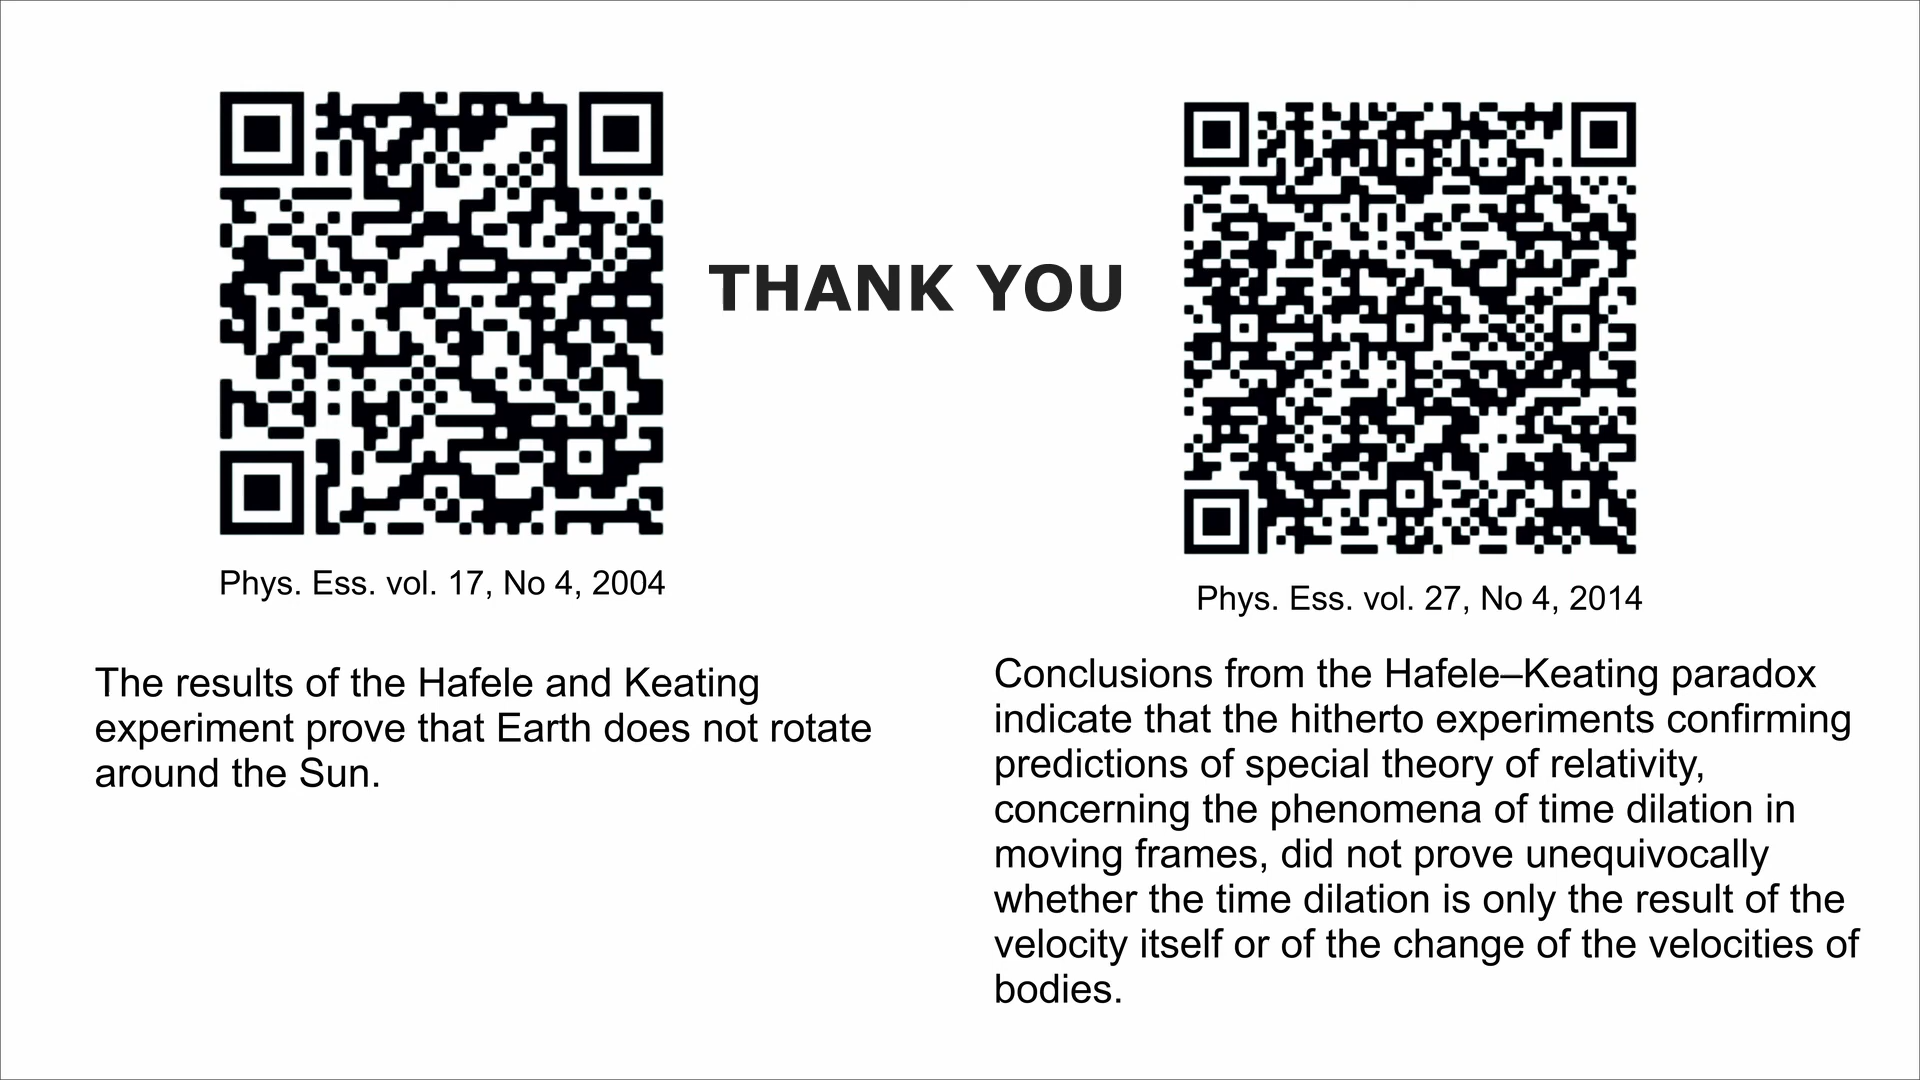 THANK YOU
Phys. Ess. vol. 17, No 4, 2004
The results of the Hafele and Keating
experiment prove that Earth does not rotate
around the Sun.
Phys. Ess. vol. 27, No 4, 2014
Conclusions from the Hafele–Keating paradox
indicate that the hitherto experiments confirming
predictions of special theory of relativity,
concerning the phenomena of time dilation in
moving frames, did not prove unequivocally
whether the time dilation is only the result of the
velocity itself or of the change of the velocities of
bodies.